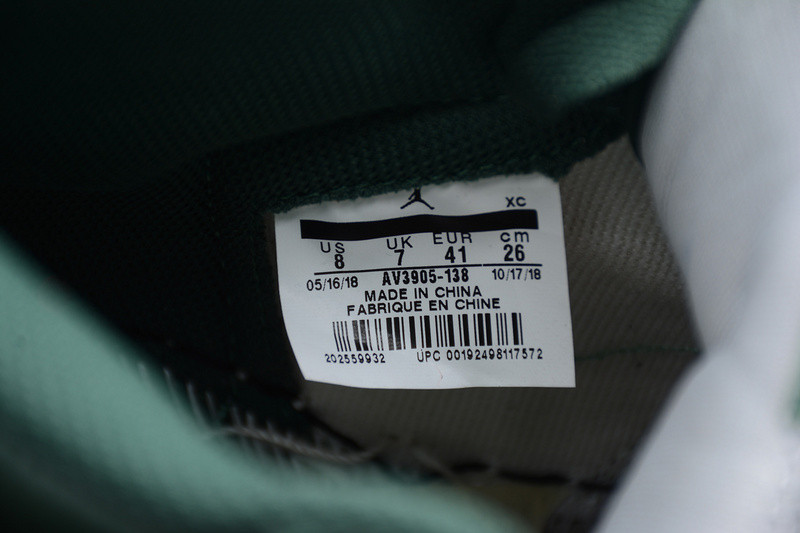 XC
US UK EUR cm
8 7 41 26
05/16/18 AV3905-138 10/17/18
MADE IN CHINA
FABRIQUE EN CHINE
202559932 UPC 00192498117572